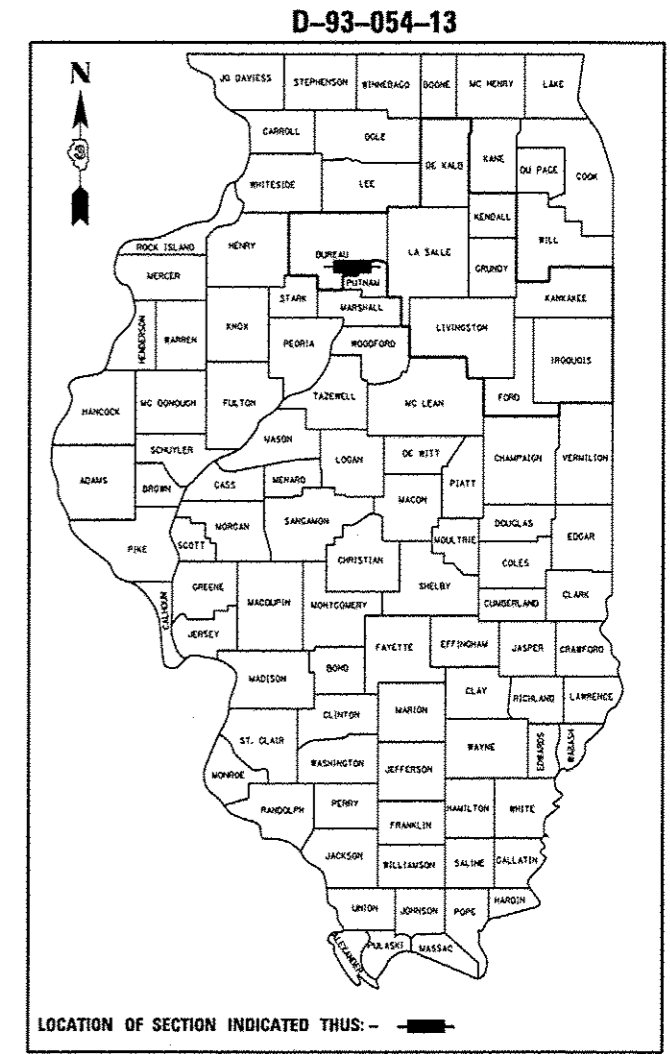 D-93-054-13
N
JO DAVIESS STEPHENSON WINNEBAGO BOONE MC HENRY LAKE
CARROLL OGLE DE KALB KANE DU PAGE COOK
WHITESIDE LEE KENDALL WILL
ROCK ISLAND HENRY BUREAU LA SALLE GRUNDY
MERCER PUTNAM KANKAKEE
STARK MARSHALL
HENDERSON WARREN KNOX PEORIA WOODFORD LIVINGSTON IROQUOIS
HANCOCK MC DONOUGH FULTON TAZEWELL MC LEAN FORD
SCHUYLER MASON LOGAN DE WITT CHAMPAIGN VERMILION
ADAMS BROWN CASS MENARD MACON PIATT
PIKE SCOTT MORGAN SANGAMON CHRISTIAN MOULTRIE DOUGLAS EDGAR
COLES
CALHOUN GREENE MACOUPIN MONTGOMERY SHELBY CUMBERLAND CLARK
JERSEY FAYETTE EFFINGHAM JASPER CRAWFORD
MADISON BOND CLAY RICHLAND LAWRENCE
CLINTON MARION
ST. CLAIR WAYNE EDWARDS WABASH
MONROE WASHINGTON JEFFERSON
RANDOLPH PERRY HAMILTON WHITE
FRANKLIN
JACKSON WILLIAMSON SALINE GALLATIN
UNION JOHNSON POPE HARDIN
ALEXANDER PULASKI MASSAC
LOCATION OF SECTION INDICATED THUS: -